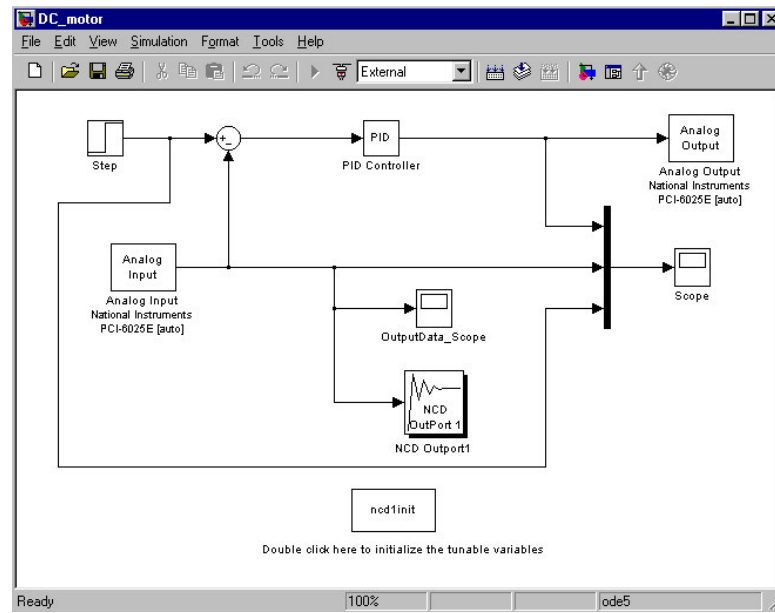 DC_motor
File Edit View Simulation Format Tools Help
External
Step
+_
PID
PID Controller
Analog
Output
Analog Output
National Instruments
PCI-6025E [auto]
Analog
Input
Analog Input
National Instruments
PCI-6025E [auto]
Scope
OutputData_Scope
NCD
OutPort 1
NCD Outport1
ncd1init
Double click here to initialize the tunable variables
Ready 100% ode5